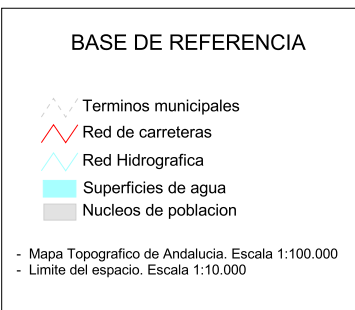 BASE DE REFERENCIA
Terminos municipales
Red de carreteras
Red Hidrografica
Superficies de agua
Nucleos de poblacion
- Mapa Topografico de Andalucia. Escala 1:100.000
- Limite del espacio. Escala 1:10.000